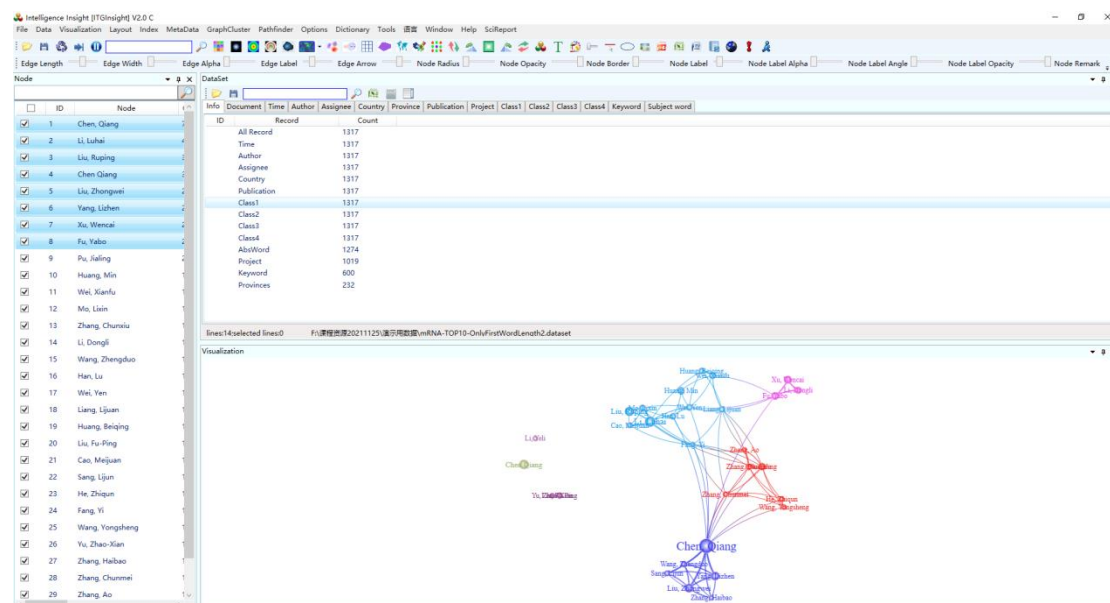 Intelligence Insight [ITGInsight] V2.0 C
File Data Visualization Layout Index MetaData GraphCluster Pathfinder Options Dictionary Tools 语言 Window Help SciReport
Edge Length Edge Width Edge Alpha Edge Label Edge Arrow Node Radius Node Opacity Node Border Node Label Node Label Alpha Node Label Angle Node Label Opacity Node Remark
Node
ID Node
1 Chen, Qiang
2 Li, Luhai
3 Liu, Ruping
4 Chen Qiang
5 Liu, Zhongwei
6 Yang, Lizhen
7 Xu, Wencai
8 Fu, Yabo
9 Pu, Jialing
10 Huang, Min
11 Wei, Xianfu
12 Mo, Lixin
13 Zhang, Chunxiu
14 Li, Dongli
15 Wang, Zhengduo
16 Han, Lu
17 Wei, Yen
18 Liang, Lijuan
19 Huang, Beiqing
20 Liu, Fu-Ping
21 Cao, Meijuan
22 Sang, Lijun
23 He, Zhiqun
24 Fang, Yi
25 Wang, Yongsheng
26 Yu, Zhao-Xian
27 Zhang, Haibao
28 Zhang, Chunmei
29 Zhang, Ao
DataSet
Info Document Time Author Assignee Country Province Publication Project Class1 Class2 Class3 Class4 Keyword Subject word
ID Record Count
All Record 1317
Time 1317
Author 1317
Assignee 1317
Country 1317
Publication 1317
Class1 1317
Class2 1317
Class3 1317
Class4 1317
AbsWord 1274
Project 1019
Keyword 600
Provinces 232
lines:14:selected lines:0 F:\课程资源20211125\演示用数据\mRNA-TOP10-OnlyFirstWordLength2.dataset
Visualization
Huang, Min
Zhang, Ao
Chen Qiang
Zhang, Chunmei
He, Zhiqun
Wang, Yongsheng
Chen, Qiang
Zhang, Haibao